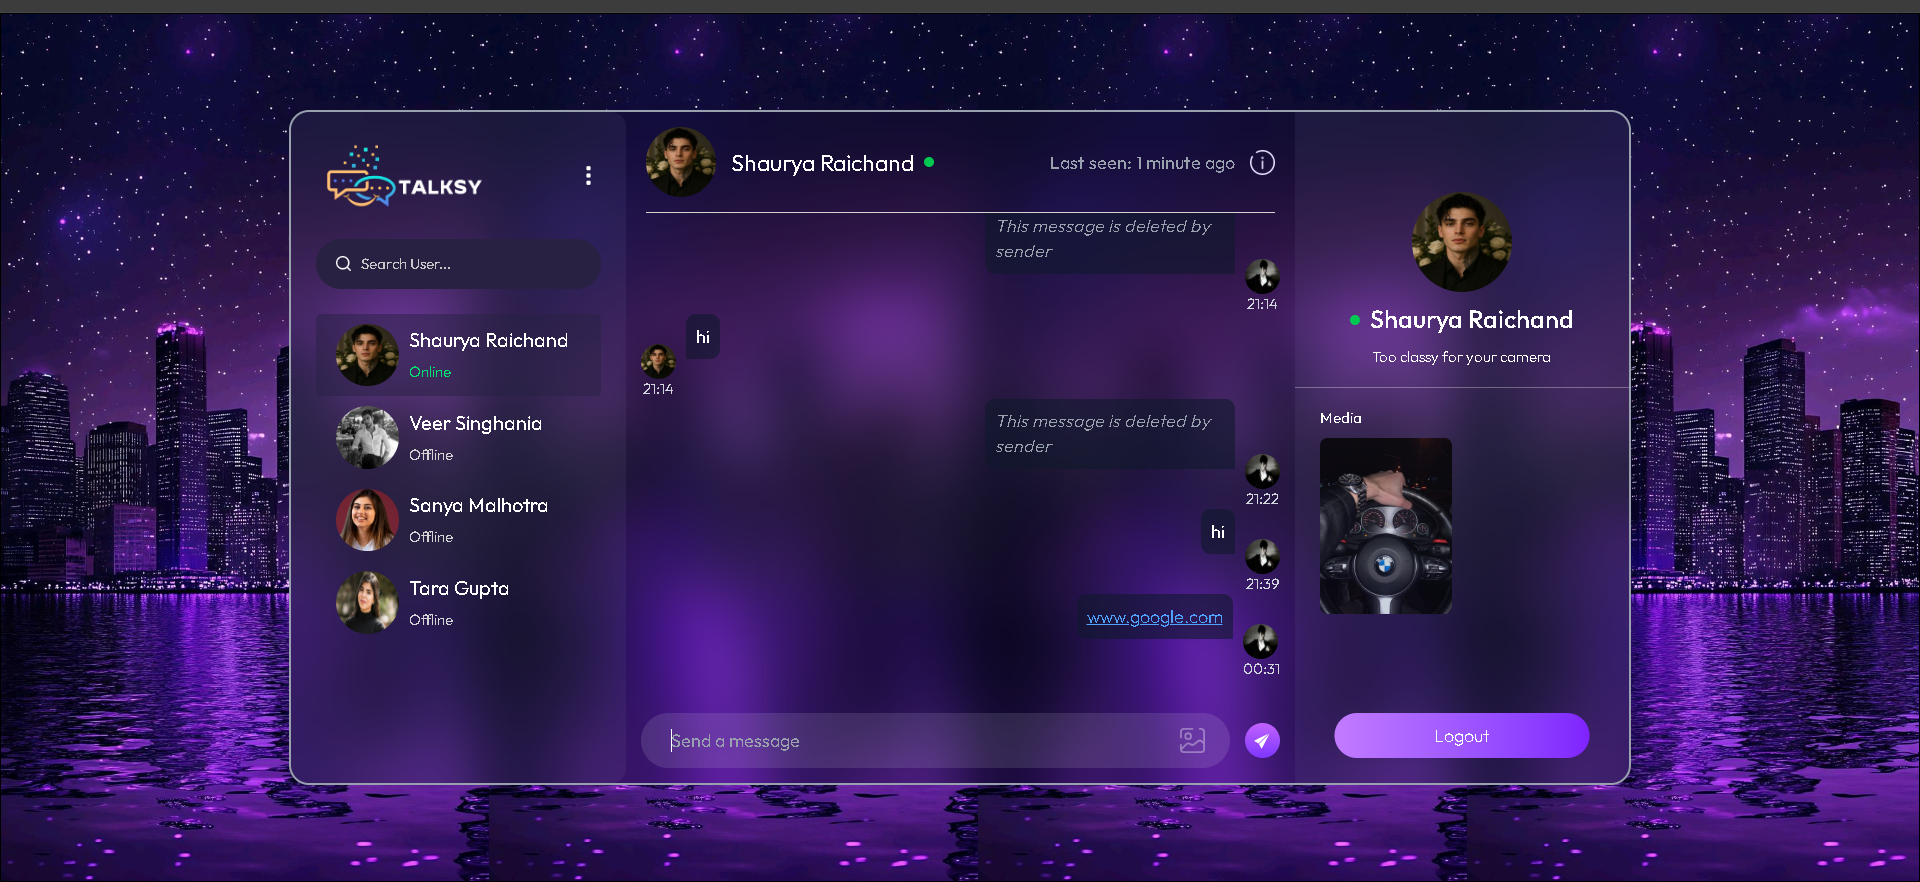 TALKSY
Search User...
Shaurya Raichand
Online
Veer Singhania
Offline
Sanya Malhotra
Offline
Tara Gupta
Offline
Shaurya Raichand
Last seen: 1 minute ago
This message is deleted by
sender
21:14
hi
21:14
This message is deleted by
sender
21:22
hi
21:39
www.google.com
00:31
Send a message
Shaurya Raichand
Too classy for your camera
Media
Logout